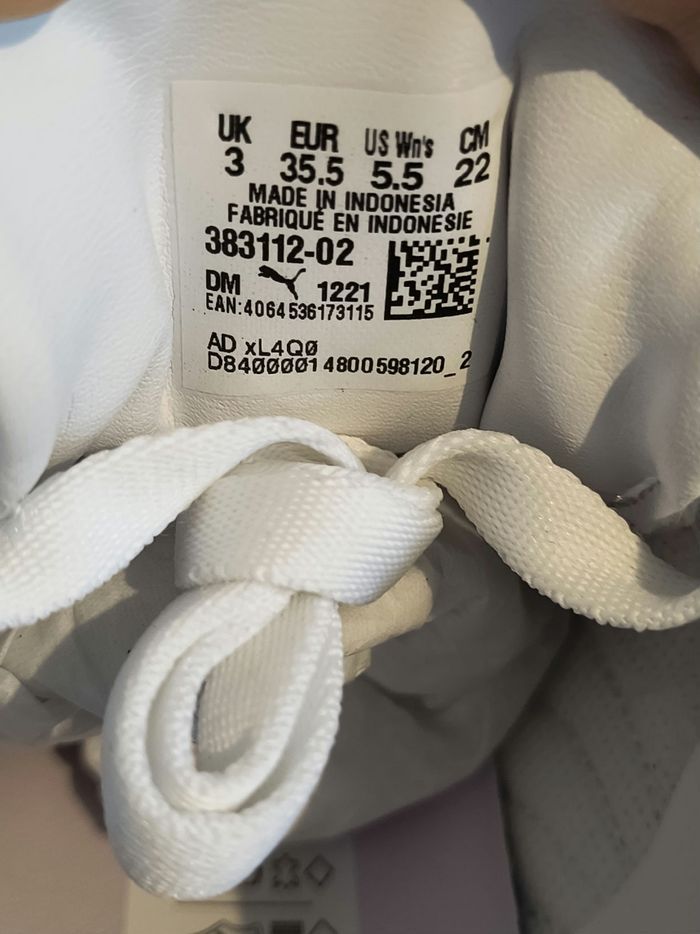 UK EUR US Wn's CM
3 35.5 5.5 22
MADE IN INDONESIA
FABRIQUÉ EN INDONESIE
383112-02
DM 1221
EAN:4064536173115
AD xL4Q0
D84000014800598120_2